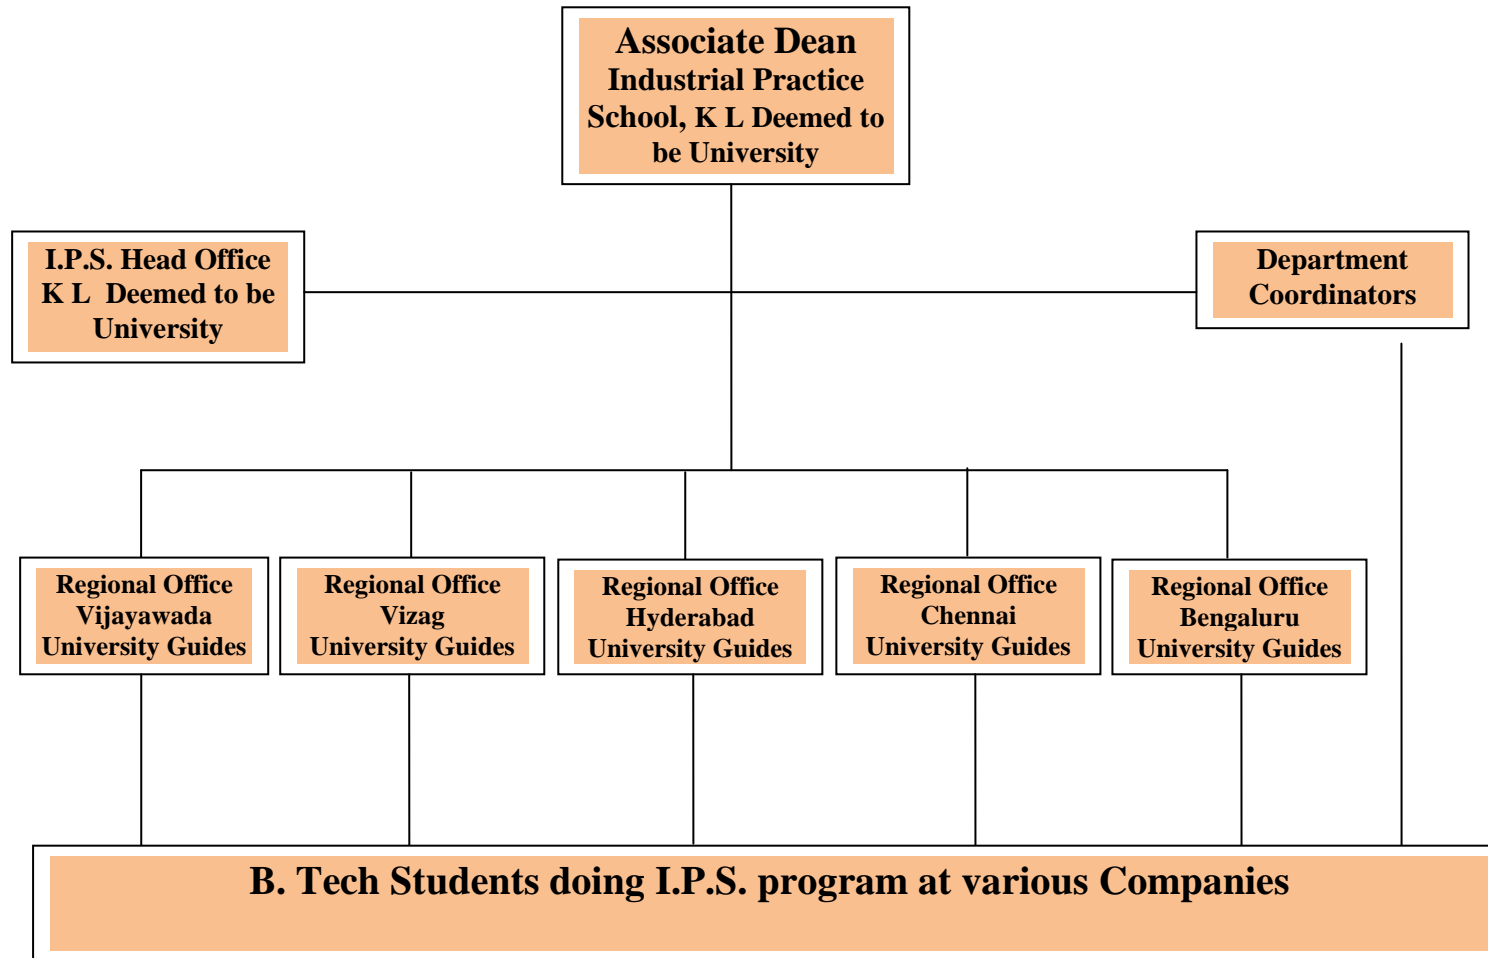 Associate Dean
Industrial Practice
School, K L Deemed to
be University
I.P.S. Head Office
K L Deemed to be
University
Department
Coordinators
Regional Office
Vijayawada
University Guides
Regional Office
Vizag
University Guides
Regional Office
Hyderabad
University Guides
Regional Office
Chennai
University Guides
Regional Office
Bengaluru
University Guides
B. Tech Students doing I.P.S. program at various Companies